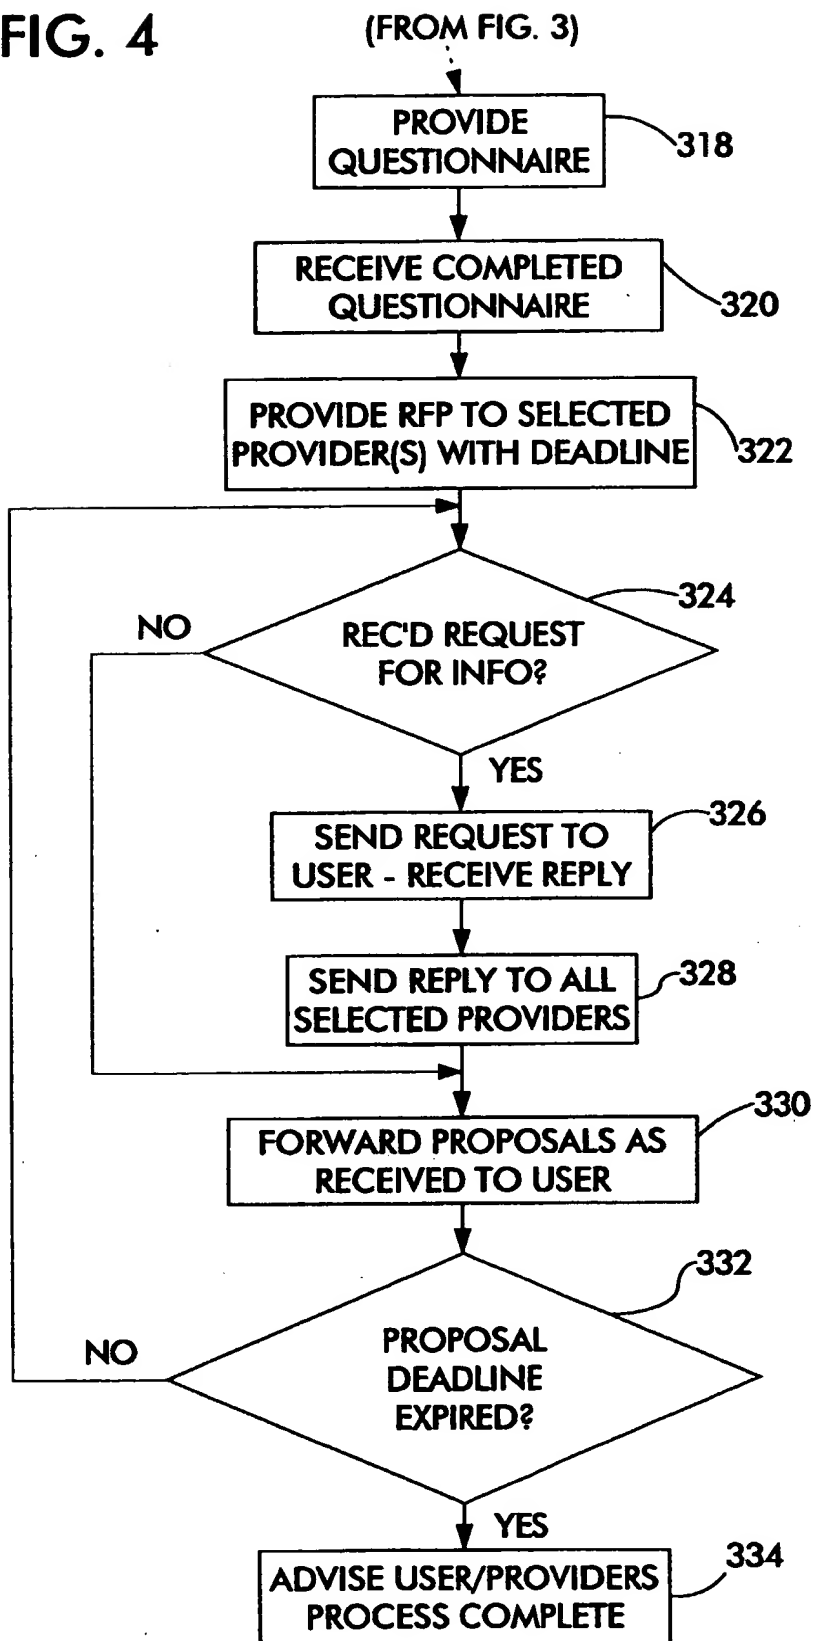 FIG. 4
(FROM FIG. 3)
PROVIDE
QUESTIONNAIRE
318
RECEIVE COMPLETED
QUESTIONNAIRE
320
PROVIDE RFP TO SELECTED
PROVIDER(S) WITH DEADLINE
322
324
NO
REC'D REQUEST
FOR INFO?
YES
326
SEND REQUEST TO
USER - RECEIVE REPLY
328
SEND REPLY TO ALL
SELECTED PROVIDERS
330
FORWARD PROPOSALS AS
RECEIVED TO USER
332
NO
PROPOSAL
DEADLINE
EXPIRED?
YES
334
ADVISE USER/PROVIDERS
PROCESS COMPLETE